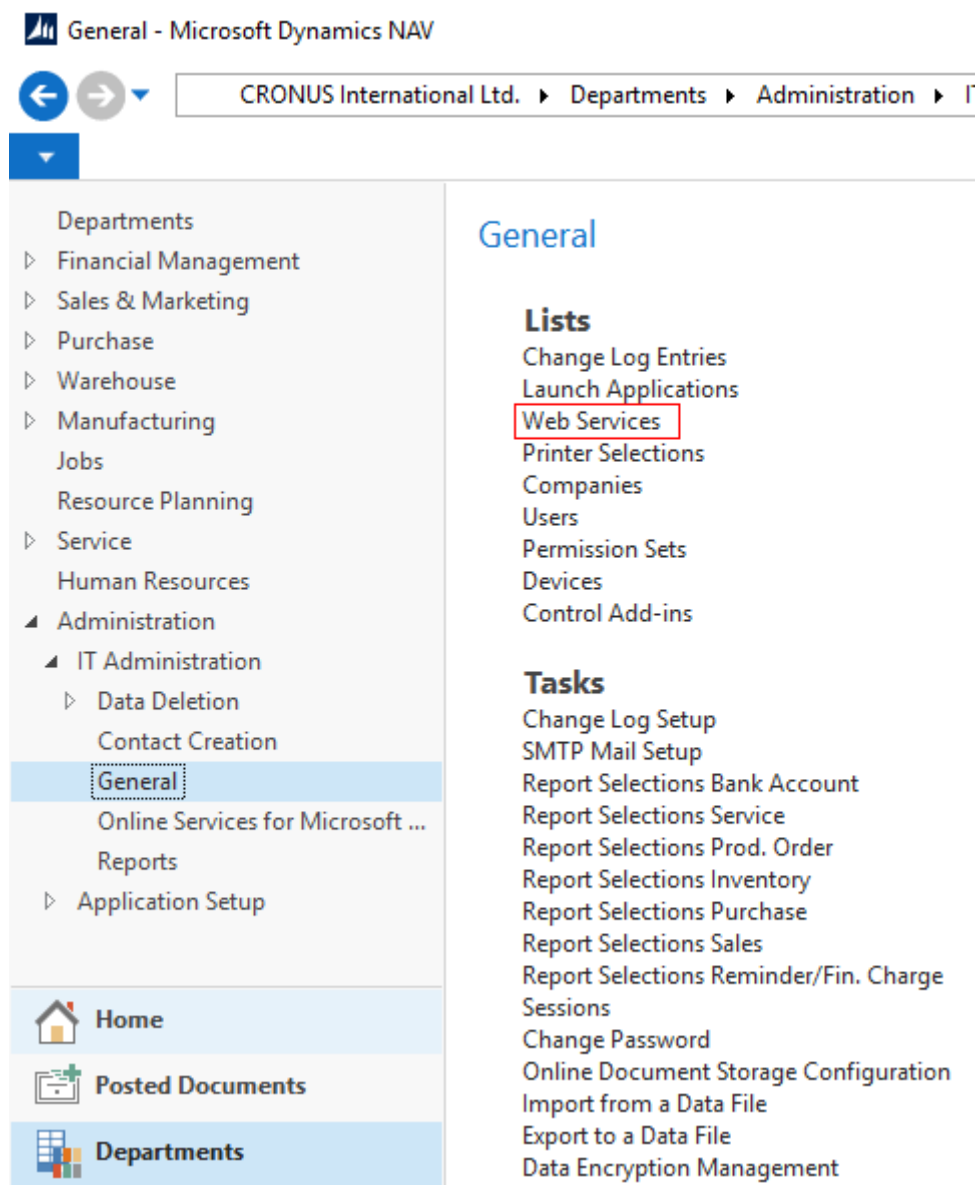 General - Microsoft Dynamics NAV
CRONUS International Ltd. ▸ Departments ▸ Administration ▸
Departments
Financial Management
Sales & Marketing
Purchase
Warehouse
Manufacturing
Jobs
Resource Planning
Service
Human Resources
Administration
IT Administration
Data Deletion
Contact Creation
General
Online Services for Microsoft ...
Reports
Application Setup
Home
Posted Documents
Departments
General
Lists
Change Log Entries
Launch Applications
Web Services
Printer Selections
Companies
Users
Permission Sets
Devices
Control Add-ins
Tasks
Change Log Setup
SMTP Mail Setup
Report Selections Bank Account
Report Selections Service
Report Selections Prod. Order
Report Selections Inventory
Report Selections Purchase
Report Selections Sales
Report Selections Reminder/Fin. Charge
Sessions
Change Password
Online Document Storage Configuration
Import from a Data File
Export to a Data File
Data Encryption Management